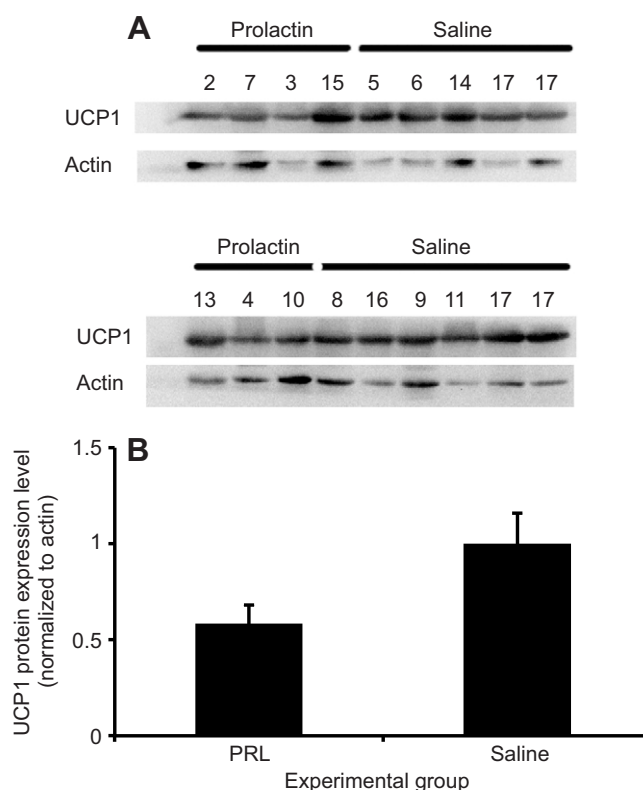 A
Prolactin Saline
2 7 3 15 5 6 14 17 17
UCP1
Actin
Prolactin Saline
13 4 10 8 16 9 11 17 17
UCP1
Actin
B
UCP1 protein expression level
(normalized to actin)
1.5
1
0.5
0
PRL Saline
Experimental group